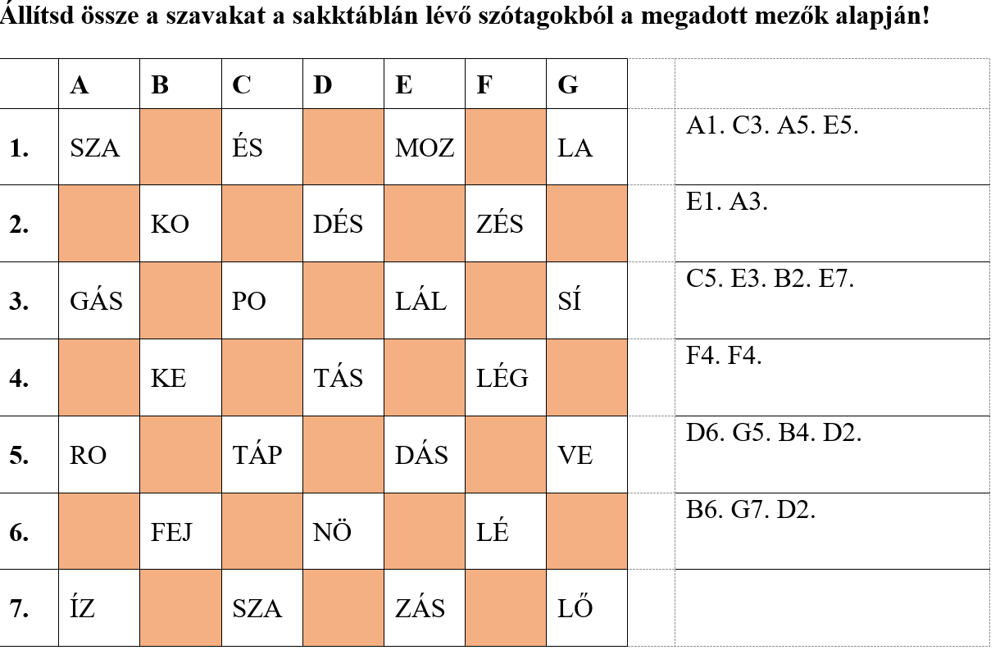 Állítsd össze a szavakat a sakktáblán lévő szótagokból a megadott mezők alapján!
A B C D E F G
1. SZA ÉS MOZ LA A1. C3. A5. E5.
2. KO DÉS ZÉS E1. A3.
3. GÁS PO LÁL SÍ C5. E3. B2. E7.
4. KE TÁS LÉG F4. F4.
5. RO TÁP DÁS VE D6. G5. B4. D2.
6. FEJ NÖ LÉ B6. G7. D2.
7. ÍZ SZA ZÁS LŐ